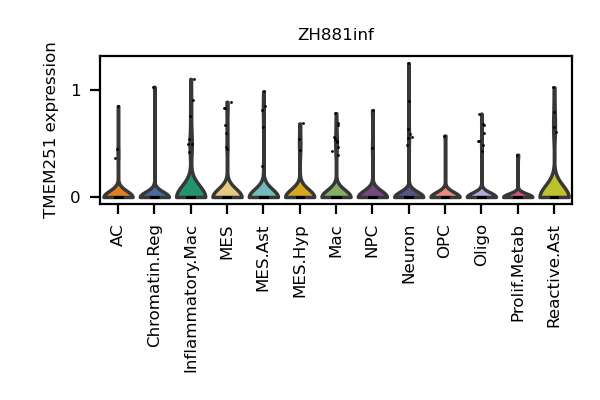 ZH881inf
TMEM251 expression
1
0
AC
Chromatin.Reg
Inflammatory.Mac
MES
MES.Ast
MES.Hyp
Mac
NPC
Neuron
OPC
Oligo
Prolif.Metab
Reactive.Ast